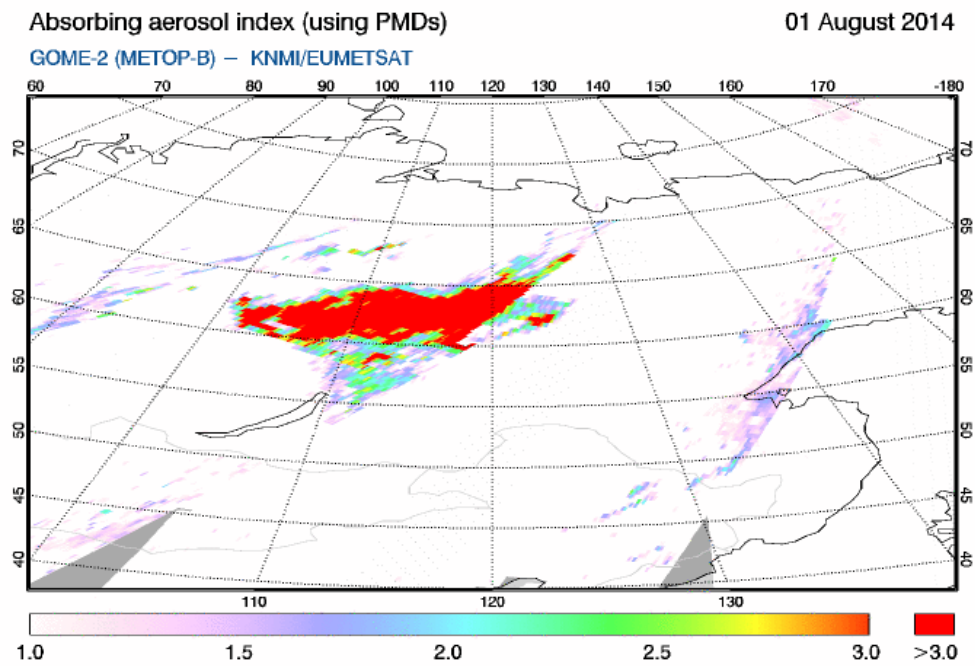 Absorbing aerosol index (using PMDs) 01 August 2014
GOME-2 (METOP-B) – KNMI/EUMETSAT
60 70 80 90 100 110 120 130 140 150 160 170 -180
70 70
65 65
60 60
55 55
50 50
45 45
40 40
110 120 130
1.0 1.5 2.0 2.5 3.0 >3.0